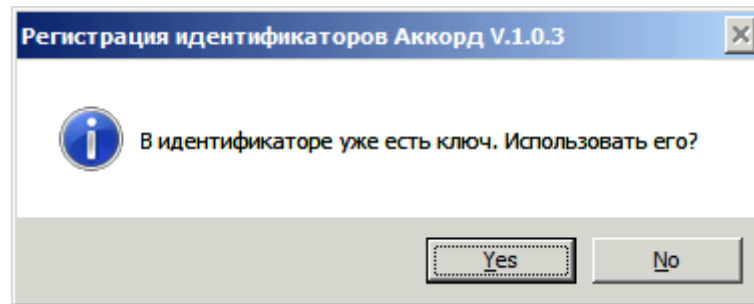 Регистрация идентификаторов Аккорд V.1.0.3
В идентификаторе уже есть ключ. Использовать его?
Yes
No